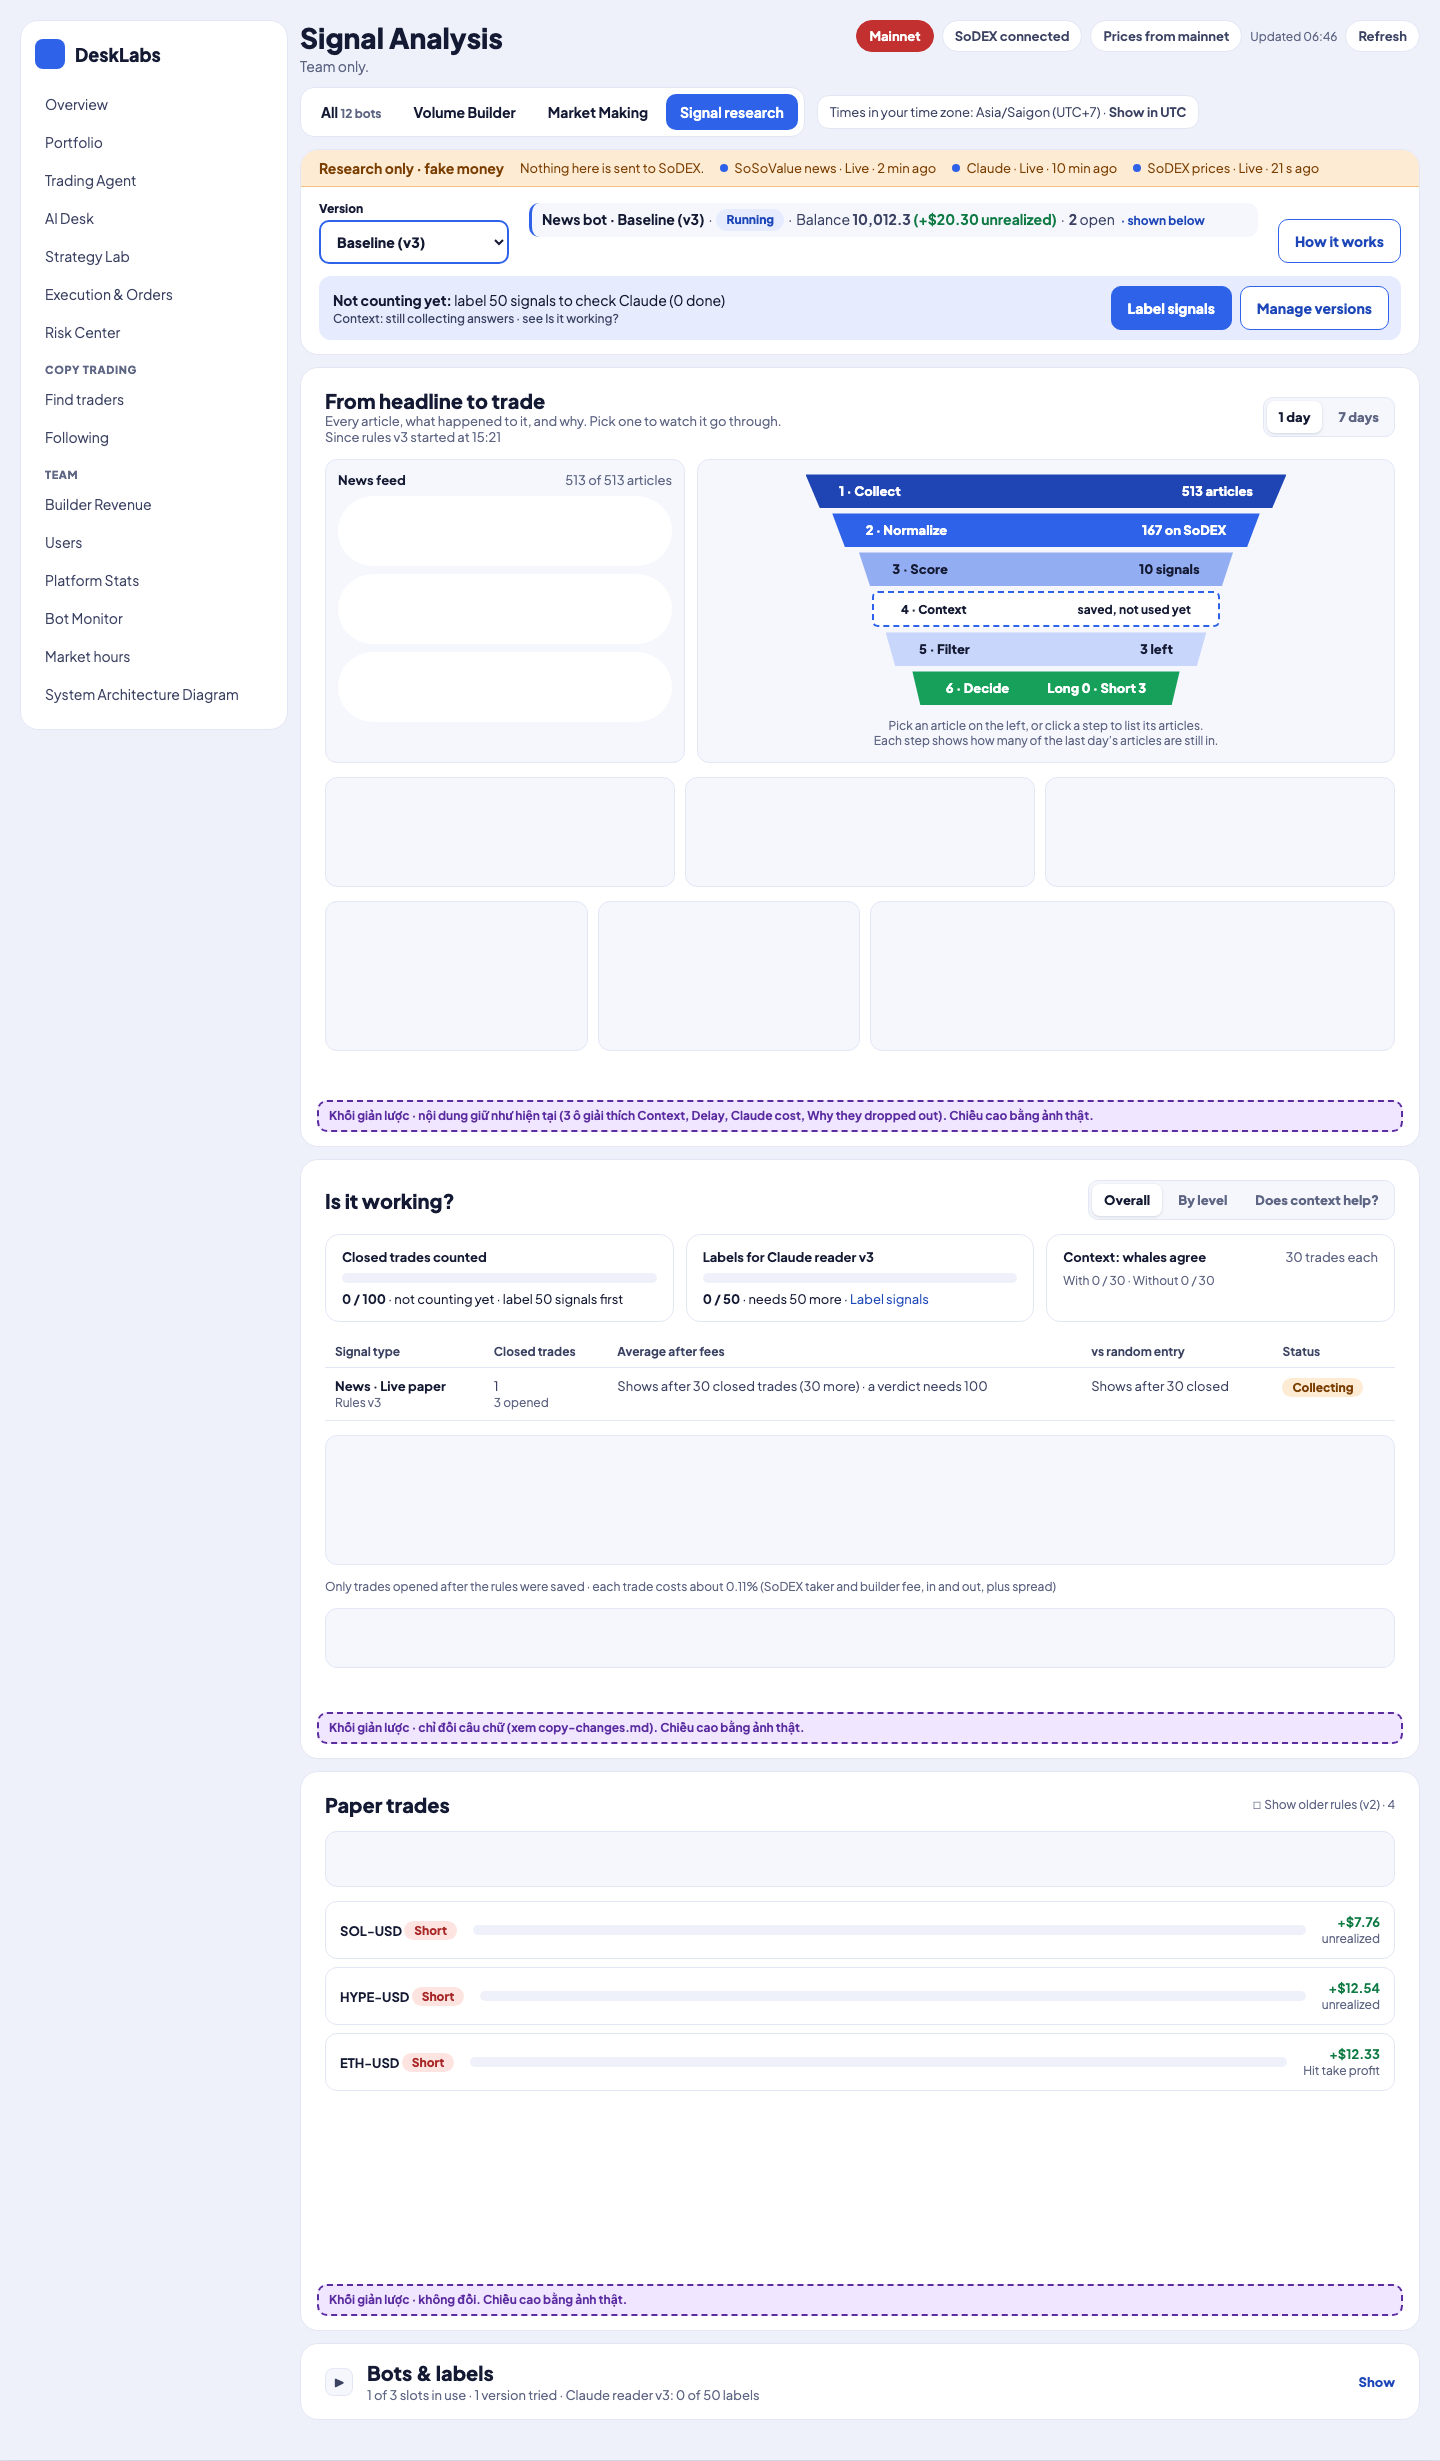 DeskLabs
Overview
Portfolio
Trading Agent
AI Desk
Strategy Lab
Execution & Orders
Risk Center
COPY TRADING
Find traders
Following
TEAM
Builder Revenue
Users
Platform Stats
Bot Monitor
Market hours
System Architecture Diagram
Signal Analysis
Team only.
Mainnet
SoDEX connected
Prices from mainnet
Updated 06:46
Refresh
All 12 bots
Volume Builder
Market Making
Signal research
Times in your time zone: Asia/Saigon (UTC+7) · Show in UTC
Research only · fake money
Nothing here is sent to SoDEX.
SoSoValue news · Live · 2 min ago
Claude · Live · 10 min ago
SoDEX prices · Live · 21 s ago
Version
Baseline (v3)
News bot · Baseline (v3) · Running · Balance 10,012.3 (+$20.30 unrealized) · 2 open · shown below
How it works
Not counting yet: label 50 signals to check Claude (0 done)
Context: still collecting answers · see Is it working?
Label signals
Manage versions
From headline to trade
Every article, what happened to it, and why. Pick one to watch it go through.
Since rules v3 started at 15:21
1 day
7 days
News feed
513 of 513 articles
1 · Collect
513 articles
2 · Normalize
167 on SoDEX
3 · Score
10 signals
4 · Context
saved, not used yet
5 · Filter
3 left
6 · Decide
Long 0 · Short 3
Pick an article on the left, or click a step to list its articles.
Each step shows how many of the last day's articles are still in.
Khối giản lược · nội dung giữ như hiện tại (3 ô giải thích Context, Delay, Claude cost, Why they dropped out). Chiều cao bằng ảnh thật.
Is it working?
Overall
By level
Does context help?
Closed trades counted
0 / 100 · not counting yet · label 50 signals first
Labels for Claude reader v3
0 / 50 · needs 50 more · Label signals
Context: whales agree
30 trades each
With 0 / 30 · Without 0 / 30
Signal type
Closed trades
Average after fees
vs random entry
Status
News · Live paper
1
Shows after 30 closed trades (30 more) · a verdict needs 100
Shows after 30 closed
Collecting
Rules v3
3 opened
Only trades opened after the rules were saved · each trade costs about 0.11% (SoDEX taker and builder fee, in and out, plus spread)
Khối giản lược · chỉ đổi câu chữ (xem copy-changes.md). Chiều cao bằng ảnh thật.
Paper trades
Show older rules (v2) · 4
SOL-USD Short
+$7.76
unrealized
HYPE-USD Short
+$12.54
unrealized
ETH-USD Short
+$12.33
Hit take profit
Khối giản lược · không đổi. Chiều cao bằng ảnh thật.
Bots & labels
1 of 3 slots in use · 1 version tried · Claude reader v3: 0 of 50 labels
Show